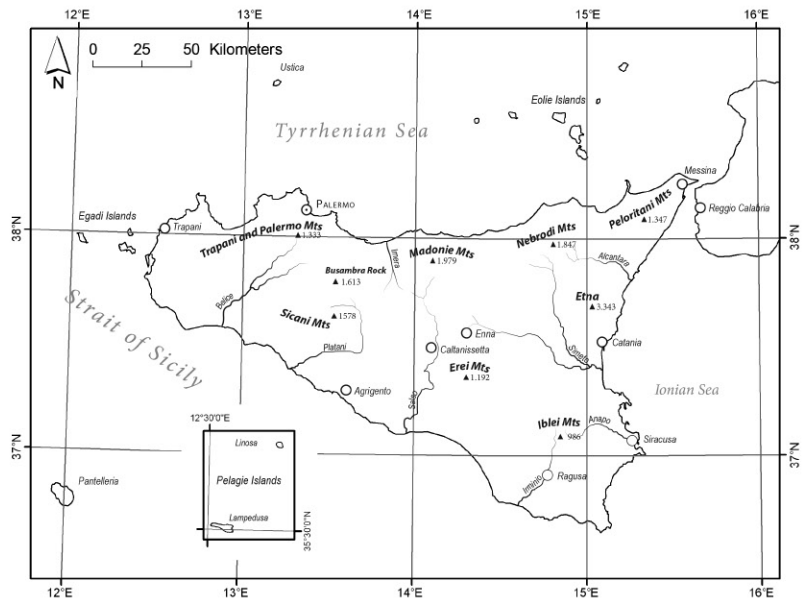 12°E 13°E 14°E 15°E 16°E
0 25 50 Kilometers
N
Ustica
Eolie Islands
Tyrrhenian Sea
Messina
Egadi Islands
Trapani
PALERMO
Peloritani Mts
1.347
Reggio Calabria
38°N
38°N
Trapani and Palermo Mts
1.333
Nebrodi Mts
1.847
Madonie Mts
1.979
Imera
Alcantara
Busambra Rock
1.613
Etna
3.343
Belice
Sicani Mts
1578
Strait of Sicily
Enna
Catania
Platani
Caltanissetta
Simeto
Erei Mts
1.192
Agrigento
Salso
Ionian Sea
12°30'0"E
Iblei Mts
986
Anapo
Siracusa
Linosa
37°N
37°N
Pantelleria
Pelagie Islands
Ragusa
Irminio
Lampedusa
35°30'0"N
12°E 13°E 14°E 15°E 16°E